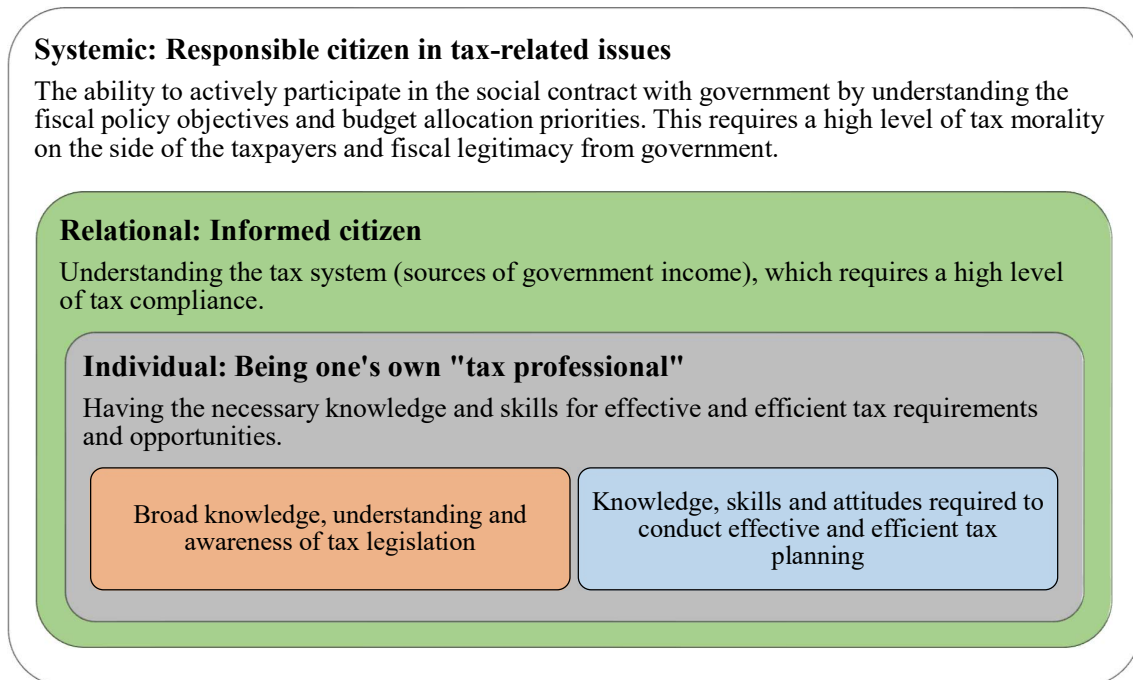 Systemic: Responsible citizen in tax-related issues
The ability to actively participate in the social contract with government by understanding the
fiscal policy objectives and budget allocation priorities. This requires a high level of tax morality
on the side of the taxpayers and fiscal legitimacy from government.
Relational: Informed citizen
Understanding the tax system (sources of government income), which requires a high level
of tax compliance.
Individual: Being one's own "tax professional"
Having the necessary knowledge and skills for effective and efficient tax requirements
and opportunities.
Broad knowledge, understanding and
awareness of tax legislation
Knowledge, skills and attitudes required to
conduct effective and efficient tax
planning